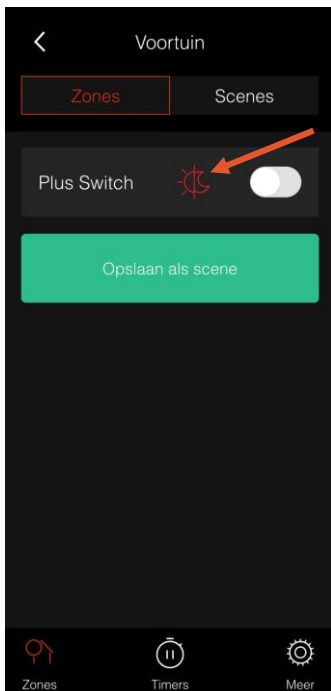 Voortuin
Zones Scenes
Plus Switch
Opslaan als scene
Zones Timers Meer